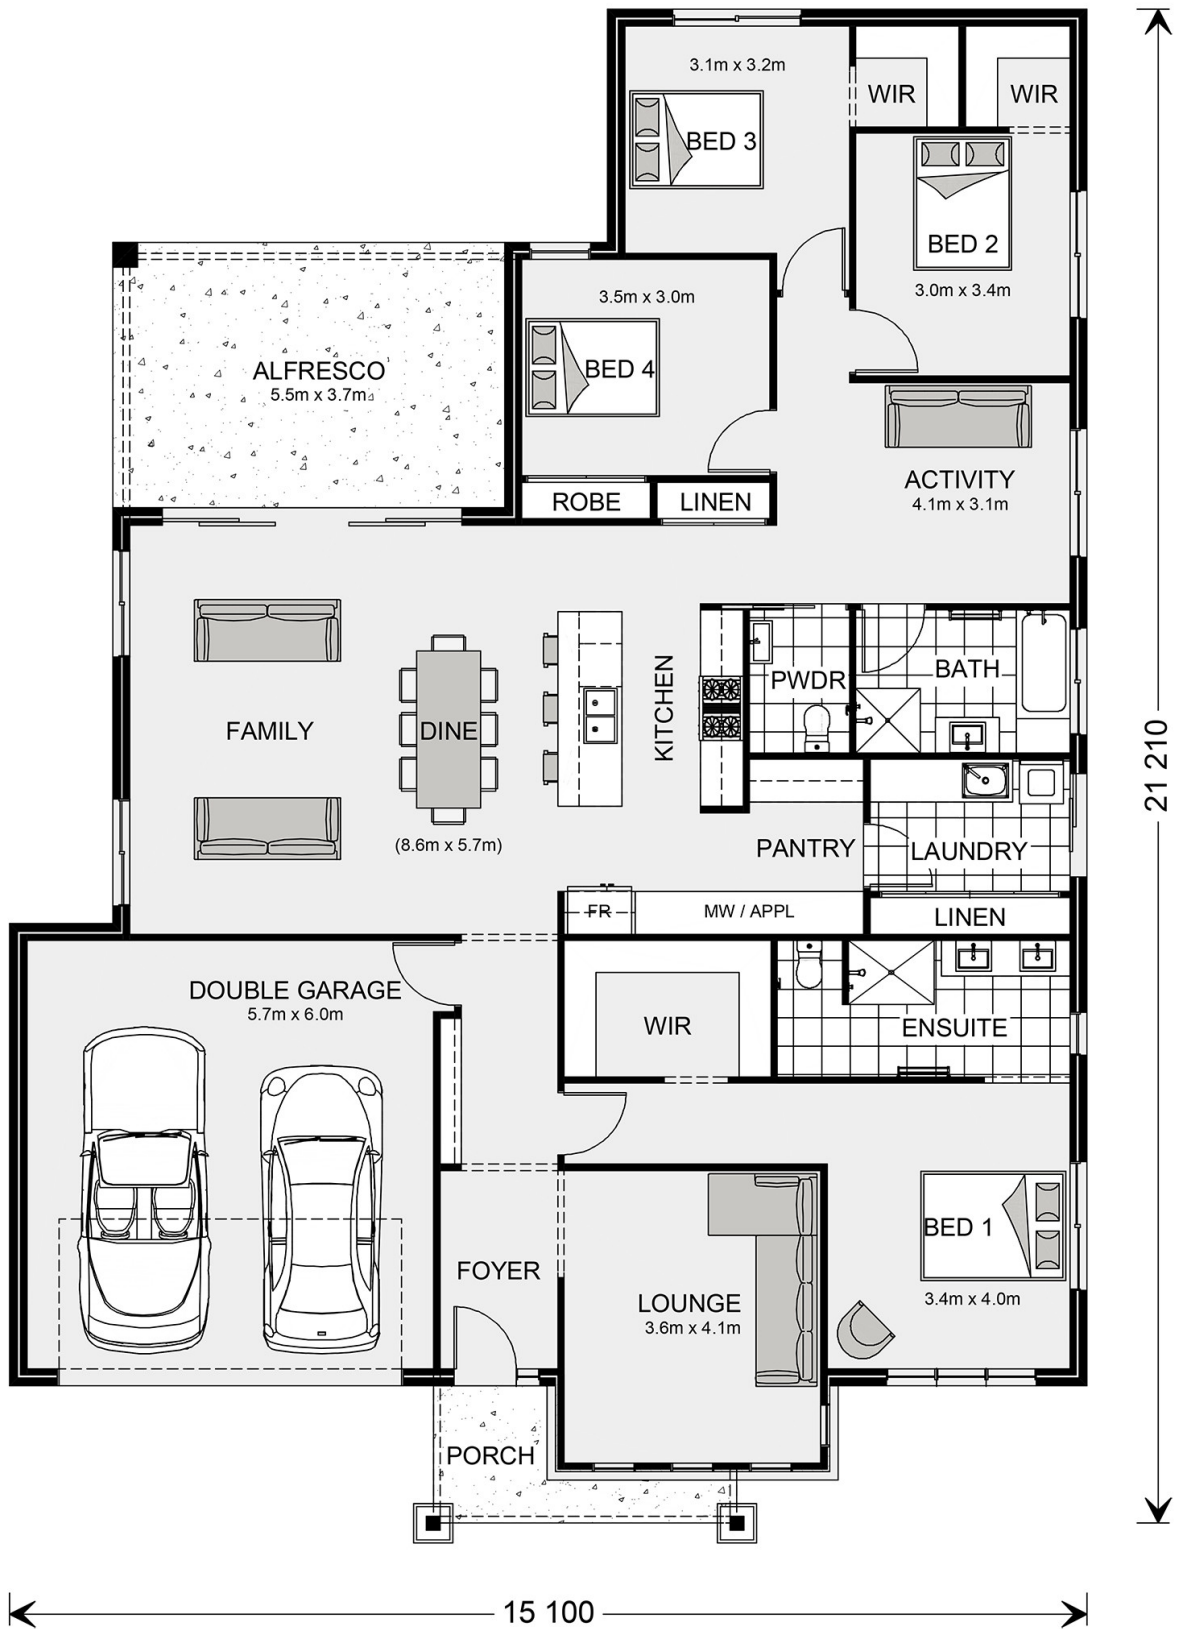 3.1m x 3.2m
WIR
WIR
BED 3
BED 2
3.0m x 3.4m
3.5m x 3.0m
BED 4
ALFRESCO
5.5m x 3.7m
ROBE
LINEN
ACTIVITY
4.1m x 3.1m
FAMILY
DINE
(8.6m x 5.7m)
KITCHEN
PWDR
BATH
PANTRY
LAUNDRY
FR
MW / APPL
LINEN
21 210
DOUBLE GARAGE
5.7m x 6.0m
WIR
ENSUITE
FOYER
LOUNGE
3.6m x 4.1m
BED 1
3.4m x 4.0m
PORCH
15 100